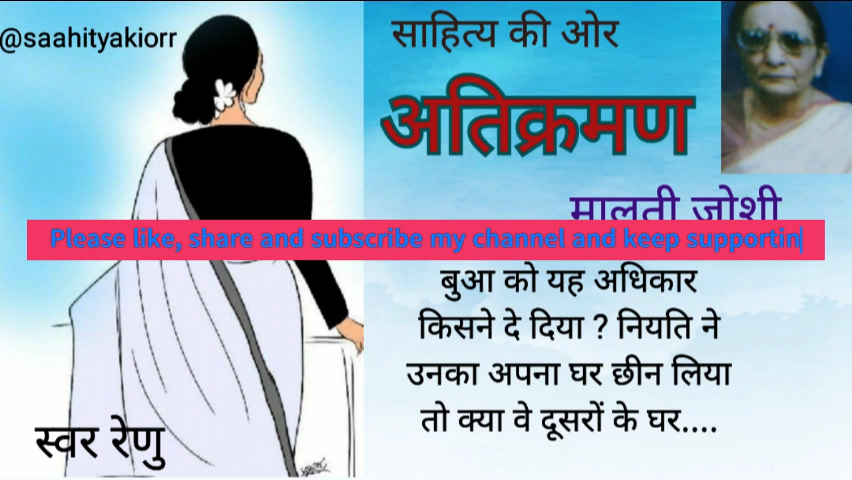 @saahityakiorr
साहित्य की ओर
अतिक्रमण
मालती जोशी
Please like, share and subscribe my channel and keep supportin
बुआ को यह अधिकार
किसने दे दिया ? नियति ने
उनका अपना घर छीन लिया
तो क्या वे दूसरों के घर....
स्वर रेणु